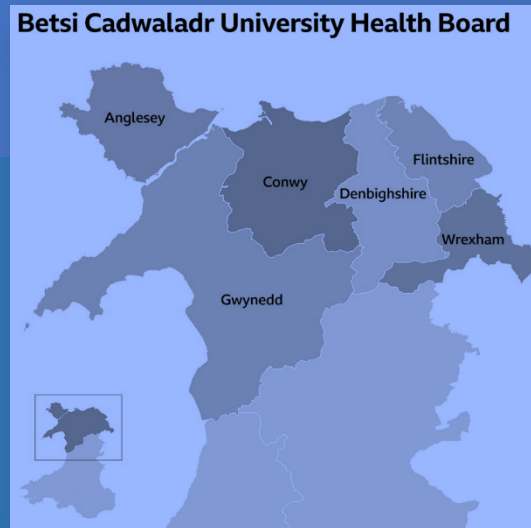 Betsi Cadwaladr University Health Board
Anglesey
Flintshire
Conwy
Denbighshire
Wrexham
Gwynedd